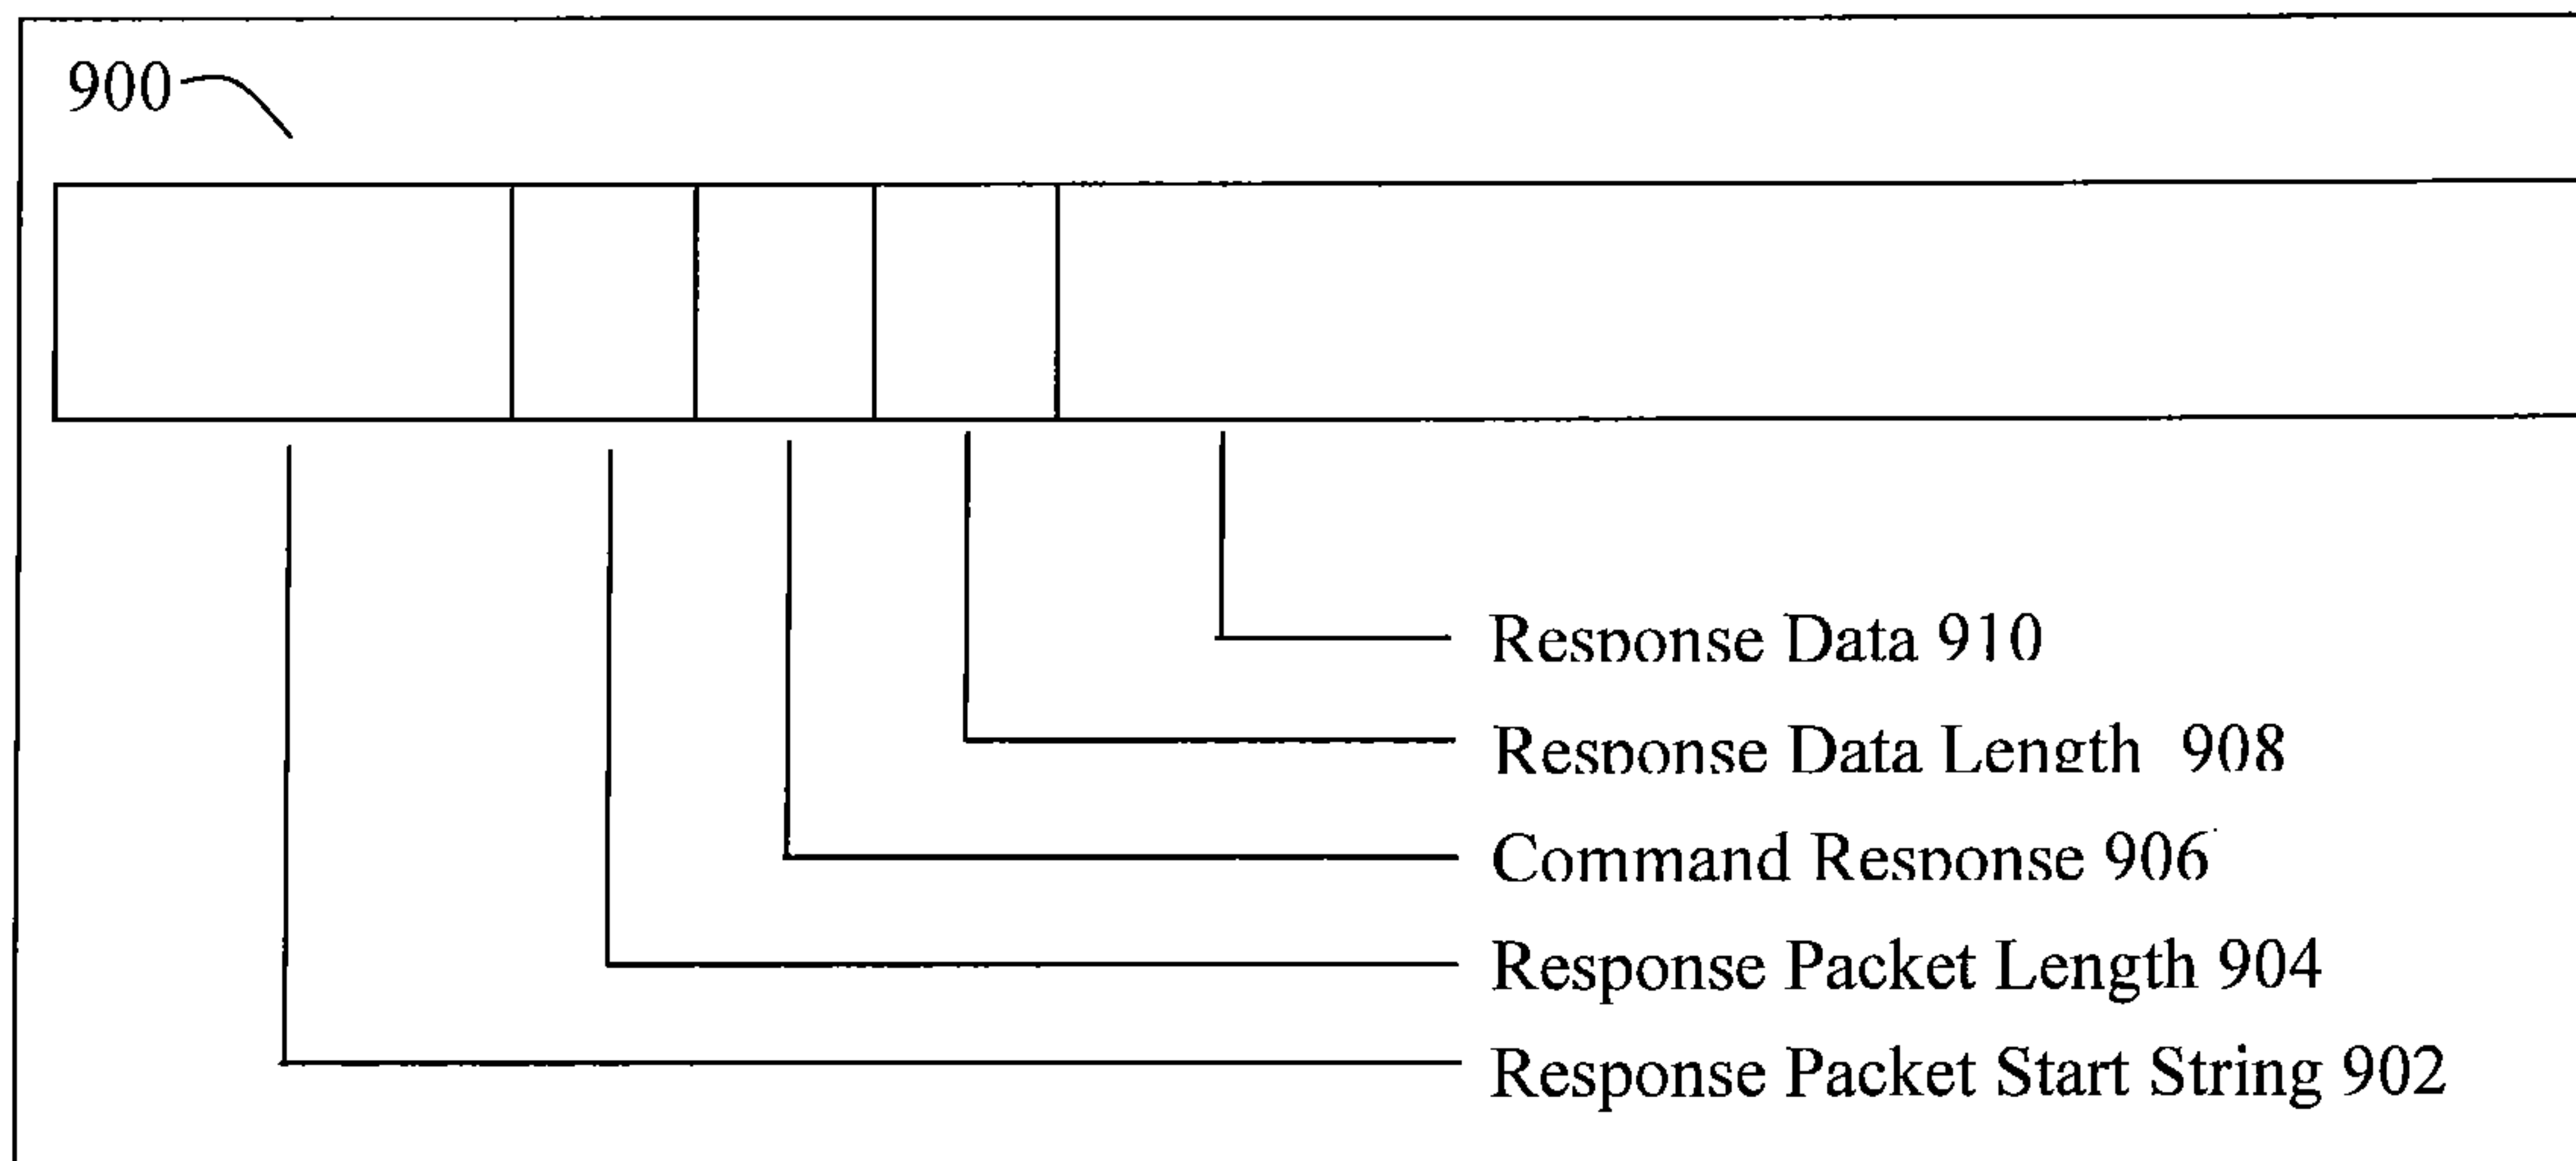 900
Response Data 910
Response Data Length 908
Command Response 906
Response Packet Length 904
Response Packet Start String 902